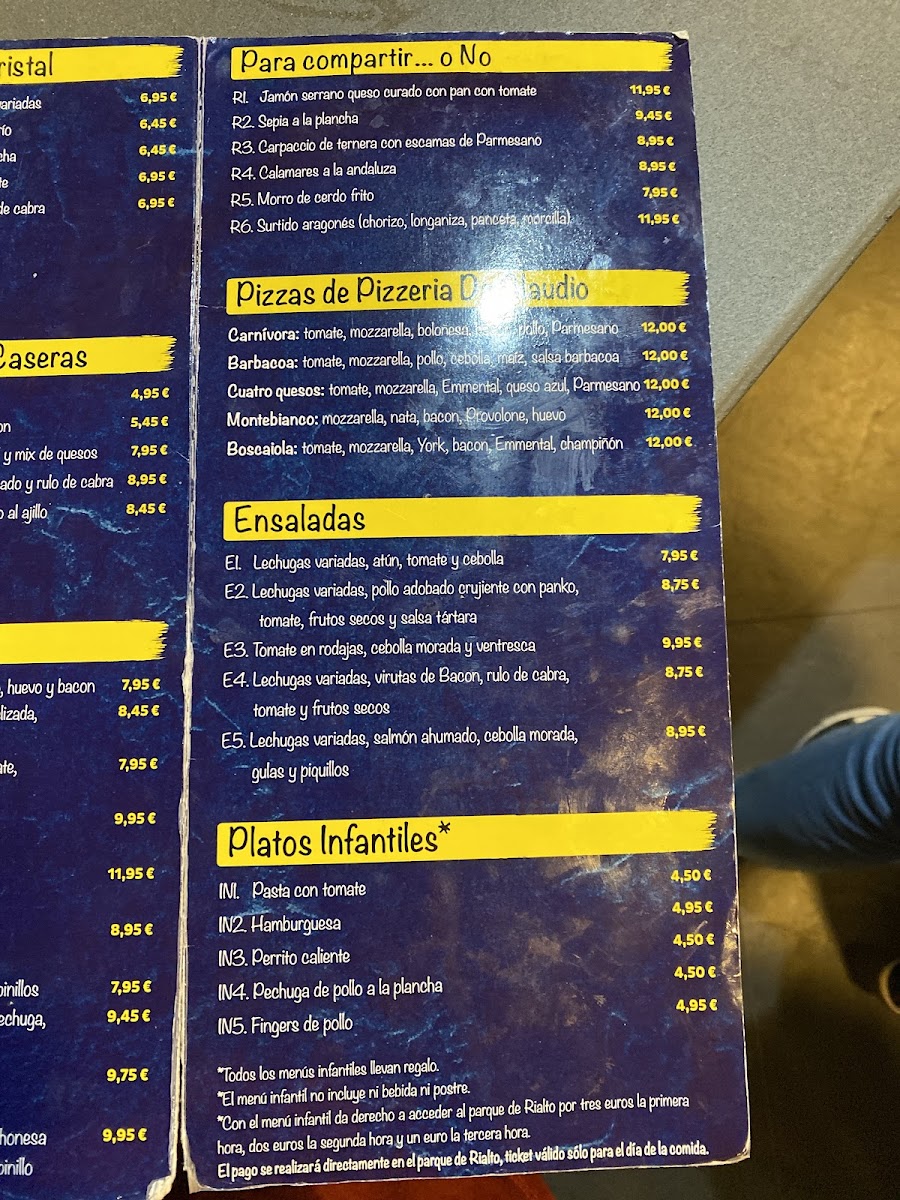 ristal
ariadas 6,95 €
río 6,45 €
cha 6,45 €
te 6,95 €
de cabra 6,95 €
Caseras
4,95 €
on 5,45 €
y mix de quesos 7,95 €
ado y rulo de cabra 8,95 €
o al ajillo 8,45 €
, huevo y bacon 7,95 €
lizada, 8,45 €
ate, 7,95 €
9,95 €
11,95 €
8,95 €
pinillos 7,95 €
echuga, 9,45 €
9,75 €
honesa 9,95 €
pinillo
Para compartir... o No
R1. Jamón serrano queso curado con pan con tomate 11,95 €
R2. Sepia a la plancha 9,45 €
R3. Carpaccio de ternera con escamas de Parmesano 8,95 €
R4. Calamares a la andaluza 8,95 €
R5. Morro de cerdo frito 7,95 €
R6. Surtido aragonés (chorizo, longaniza, panceta, morcilla) 11,95 €
Pizzas de Pizzeria audio
Carnívora: tomate, mozzarella, bolonesa, pollo, Parmesano 12,00 €
Barbacoa: tomate, mozzarella, pollo, cebolla, maíz, salsa barbacoa 12,00 €
Cuatro quesos: tomate, mozzarella, Emmental, queso azul, Parmesano 12,00 €
Montebianco: mozzarella, nata, bacon, Provolone, huevo 12,00 €
Boscaiola: tomate, mozzarella, York, bacon, Emmental, champiñón 12,00 €
Ensaladas
E1. Lechugas variadas, atún, tomate y cebolla 7,95 €
E2. Lechugas variadas, pollo adobado crujiente con panko, 8,75 €
tomate, frutos secos y salsa tártara
E3. Tomate en rodajas, cebolla morada y ventresca 9,95 €
E4. Lechugas variadas, virutas de Bacon, rulo de cabra, 8,75 €
tomate y frutos secos
E5. Lechugas variadas, salmón ahumado, cebolla morada, 8,95 €
gulas y piquillos
Platos Infantiles*
IN1. Pasta con tomate 4,50 €
IN2. Hamburguesa 4,95 €
IN3. Perrito caliente 4,50 €
IN4. Pechuga de pollo a la plancha 4,50 €
IN5. Fingers de pollo 4,95 €
*Todos los menús infantiles llevan regalo.
*El menú infantil no incluye ni bebida ni postre.
*Con el menú infantil da derecho a acceder al parque de Rialto por tres euros la primera
hora, dos euros la segunda hora y un euro la tercera hora.
El pago se realizará directamente en el parque de Rialto, ticket válido sólo para el día de la comida.